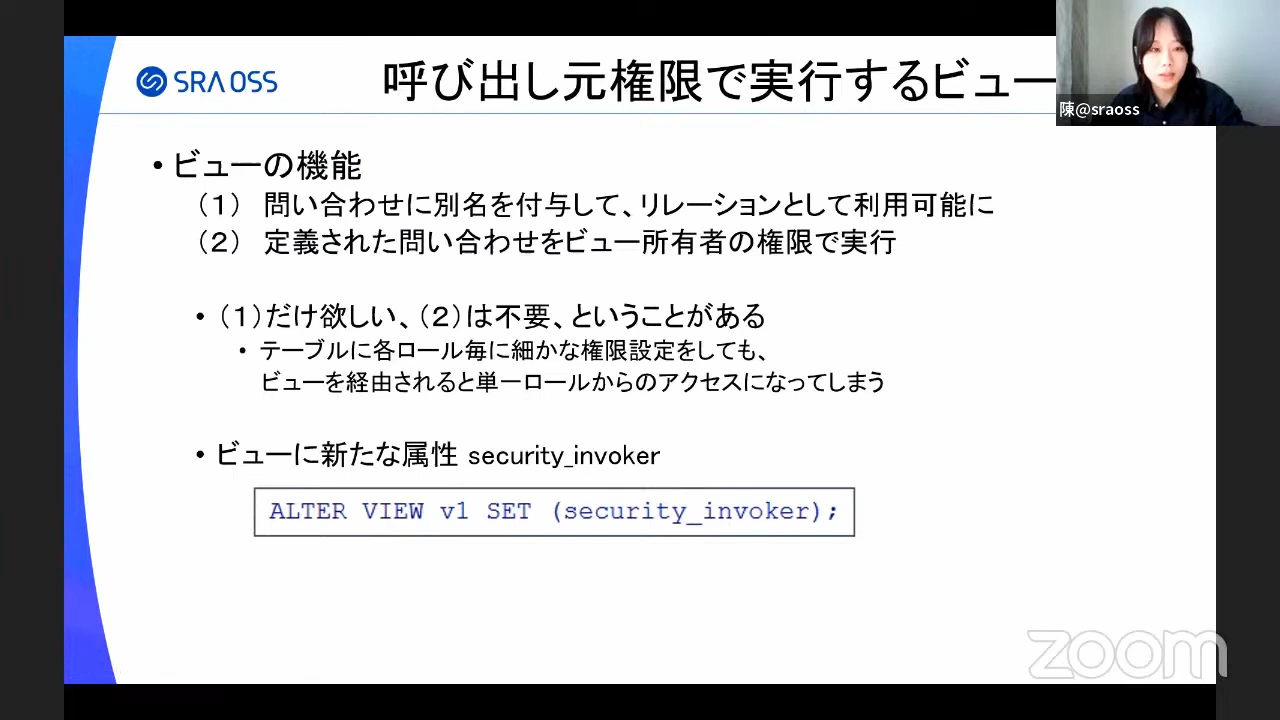 SRA OSS
呼び出し元権限で実行するビュー
陳@sraoss
• ビューの機能
（１） 問い合わせに別名を付与して、リレーションとして利用可能に
（２） 定義された問い合わせをビュー所有者の権限で実行
• （１）だけ欲しい、（２）は不要、ということがある
• テーブルに各ロール毎に細かな権限設定をしても、
ビューを経由されると単一ロールからのアクセスになってしまう
• ビューに新たな属性 security_invoker
ALTER VIEW v1 SET (security_invoker);
zoom